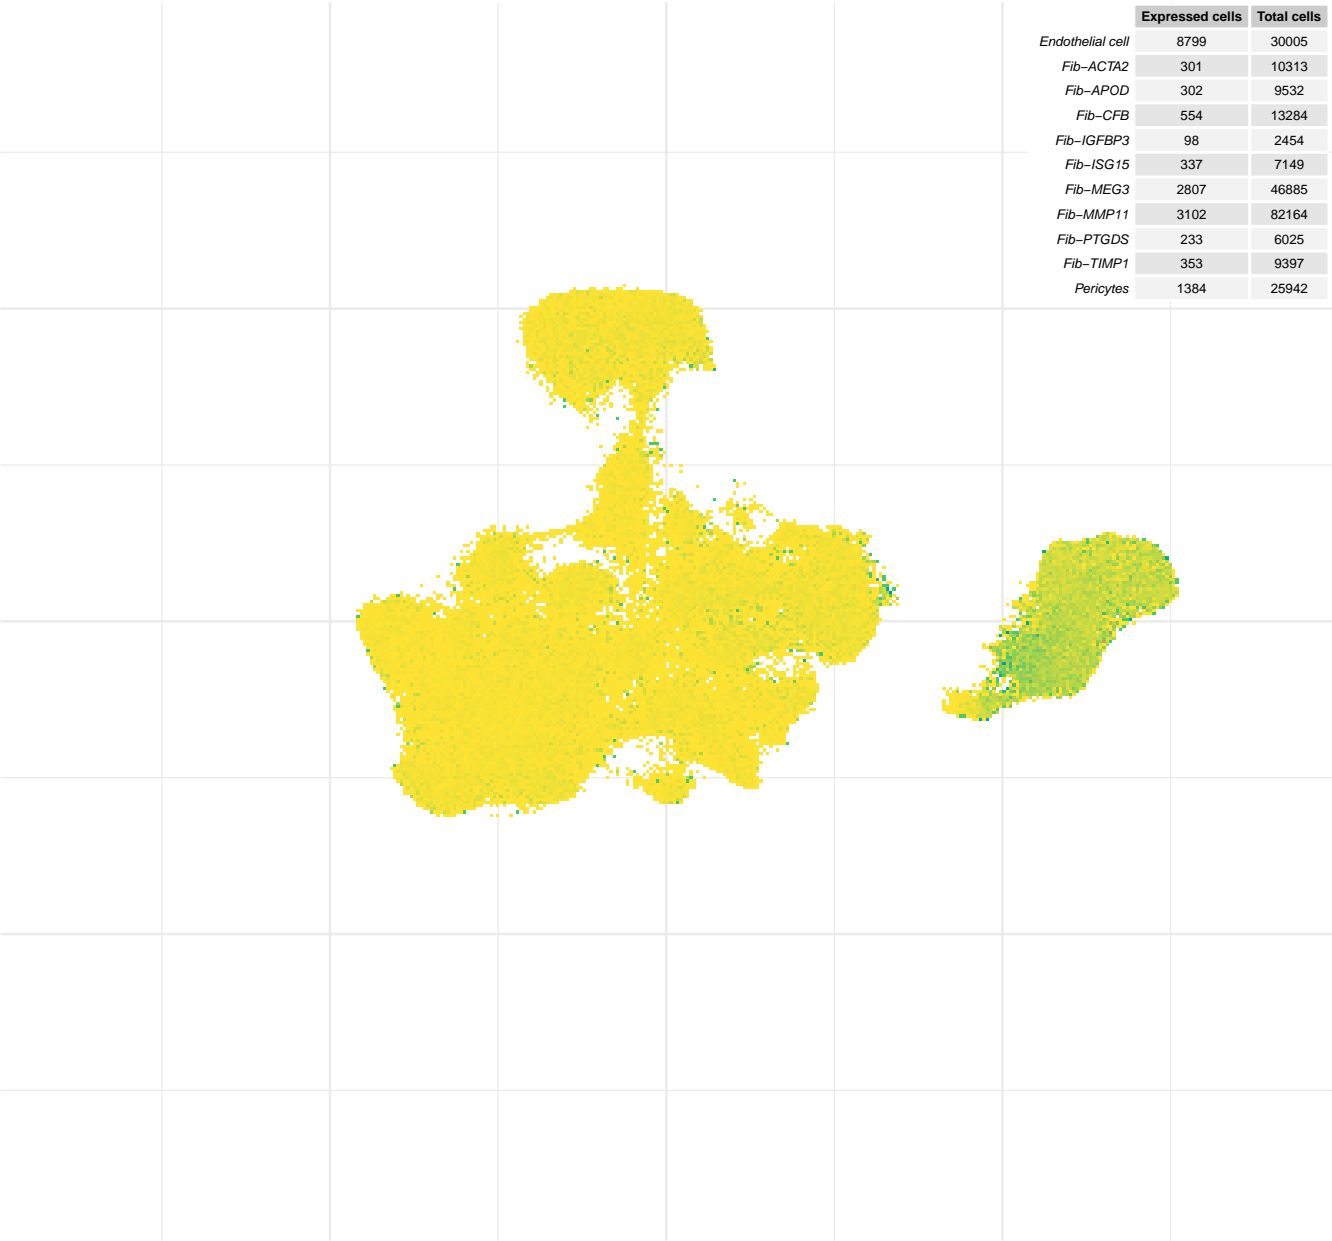 Expressed cells Total cells
Endothelial cell 8799 30005
Fib−ACTA2 301 10313
Fib−APOD 302 9532
Fib−CFB 554 13284
Fib−IGFBP3 98 2454
Fib−ISG15 337 7149
Fib−MEG3 2807 46885
Fib−MMP11 3102 82164
Fib−PTGDS 233 6025
Fib−TIMP1 353 9397
Pericytes 1384 25942